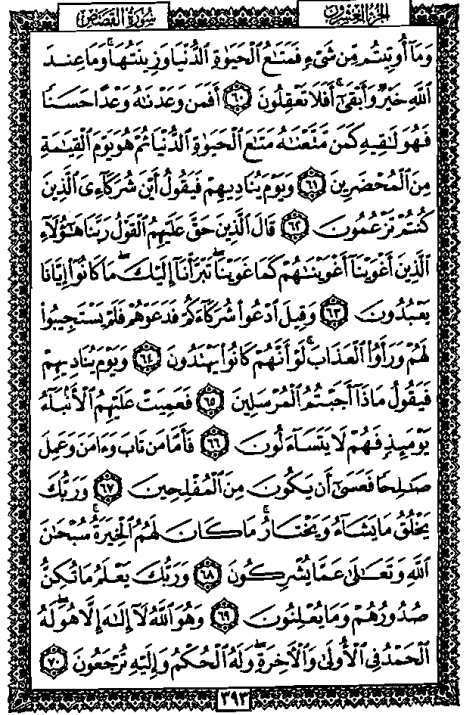 الجزء العشرون
سورة القصص
وَمَآ أُوتِيتُم مِّن شَىْءٍ فَمَتَـٰعُ ٱلْحَيَوٰةِ ٱلدُّنْيَا وَزِينَتُهَا ۚ وَمَا عِندَ
ٱللَّهِ خَيْرٌ وَأَبْقَىٰٓ ۚ أَفَلَا تَعْقِلُونَ ٦٠ أَفَمَن وَعَدْنَـٰهُ وَعْدًا حَسَنًا
فَهُوَ لَـٰقِيهِ كَمَن مَّتَّعْنَـٰهُ مَتَـٰعَ ٱلْحَيَوٰةِ ٱلدُّنْيَا ثُمَّ هُوَ يَوْمَ ٱلْقِيَـٰمَةِ
مِنَ ٱلْمُحْضَرِينَ ٦١ وَيَوْمَ يُنَادِيهِمْ فَيَقُولُ أَيْنَ شُرَكَآءِىَ ٱلَّذِينَ
كُنتُمْ تَزْعُمُونَ ٦٢ قَالَ ٱلَّذِينَ حَقَّ عَلَيْهِمُ ٱلْقَوْلُ رَبَّنَا هَـٰٓؤُلَآءِ
ٱلَّذِينَ أَغْوَيْنَآ أَغْوَيْنَـٰهُمْ كَمَا غَوَيْنَا ۖ تَبَرَّأْنَآ إِلَيْكَ ۖ مَا كَانُوٓا۟ إِيَّانَا
يَعْبُدُونَ ٦٣ وَقِيلَ ٱدْعُوا۟ شُرَكَآءَكُمْ فَدَعَوْهُمْ فَلَمْ يَسْتَجِيبُوا۟
لَهُمْ وَرَأَوُا۟ ٱلْعَذَابَ ۚ لَوْ أَنَّهُمْ كَانُوا۟ يَهْتَدُونَ ٦٤ وَيَوْمَ يُنَادِيهِمْ
فَيَقُولُ مَاذَآ أَجَبْتُمُ ٱلْمُرْسَلِينَ ٦٥ فَعَمِيَتْ عَلَيْهِمُ ٱلْأَنۢبَآءُ
يَوْمَئِذٍ فَهُمْ لَا يَتَسَآءَلُونَ ٦٦ فَأَمَّا مَن تَابَ وَءَامَنَ وَعَمِلَ
صَـٰلِحًا فَعَسَىٰٓ أَن يَكُونَ مِنَ ٱلْمُفْلِحِينَ ٦٧ وَرَبُّكَ
يَخْلُقُ مَا يَشَآءُ وَيَخْتَارُ ۗ مَا كَانَ لَهُمُ ٱلْخِيَرَةُ ۚ سُبْحَـٰنَ
ٱللَّهِ وَتَعَـٰلَىٰ عَمَّا يُشْرِكُونَ ٦٨ وَرَبُّكَ يَعْلَمُ مَا تُكِنُّ
صُدُورُهُمْ وَمَا يُعْلِنُونَ ٦٩ وَهُوَ ٱللَّهُ لَآ إِلَـٰهَ إِلَّا هُوَ ۖ لَهُ
ٱلْحَمْدُ فِى ٱلْأُولَىٰ وَٱلْـَٔاخِرَةِ ۖ وَلَهُ ٱلْحُكْمُ وَإِلَيْهِ تُرْجَعُونَ ٧٠
٣٩٣